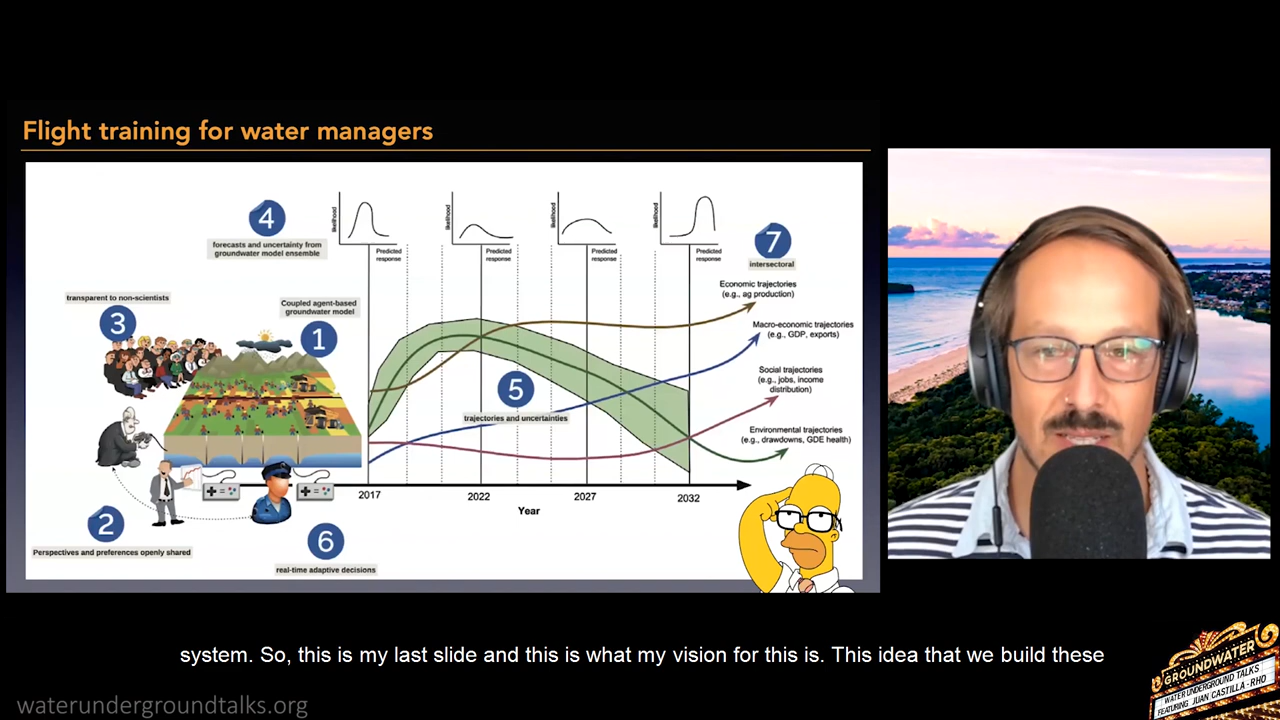 Flight training for water managers
4
forecasts and uncertainty from
groundwater model ensemble
likelihood
Predicted
response
likelihood
Predicted
response
likelihood
Predicted
response
likelihood
Predicted
response
7
intersectoral
Economic trajectories
(e.g., ag production)
Macro-economic trajectories
(e.g., GDP, exports)
Social trajectories
(e.g., jobs, income
distribution)
Environmental trajectories
(e.g., drawdowns, GDE health)
transparent to non-scientists
3
Coupled agent-based
groundwater model
1
5
trajectories and uncertainties
2017
2022
2027
2032
Year
2
Perspectives and preferences openly shared
6
real-time adaptive decisions
system. So, this is my last slide and this is what my vision for this is. This idea that we build these
waterundergroundtalks.org
GROUNDWATER
WATER UNDERGROUND TALKS
FEATURING JUAN CASTILLA-RHO